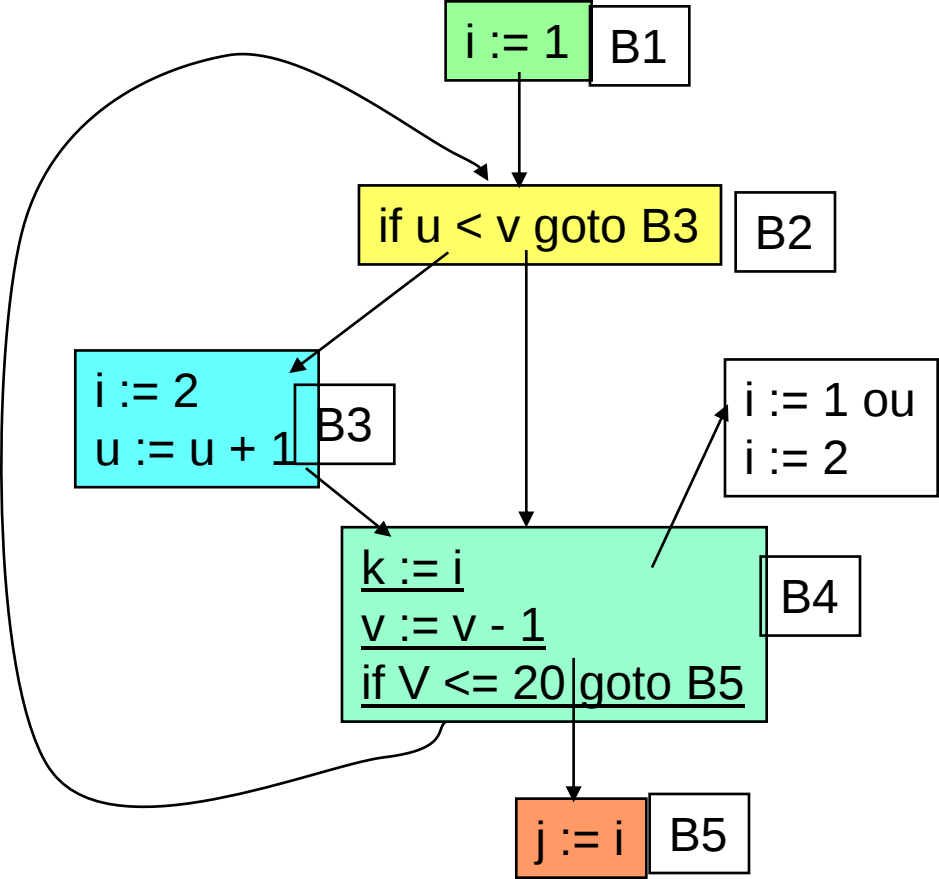 i := 1
B1
if u < v goto B3
B2
i := 2
u := u + 1
B3
i := 1 ou
i := 2
k := i
v := v - 1
if V <= 20 goto B5
B4
j := i
B5